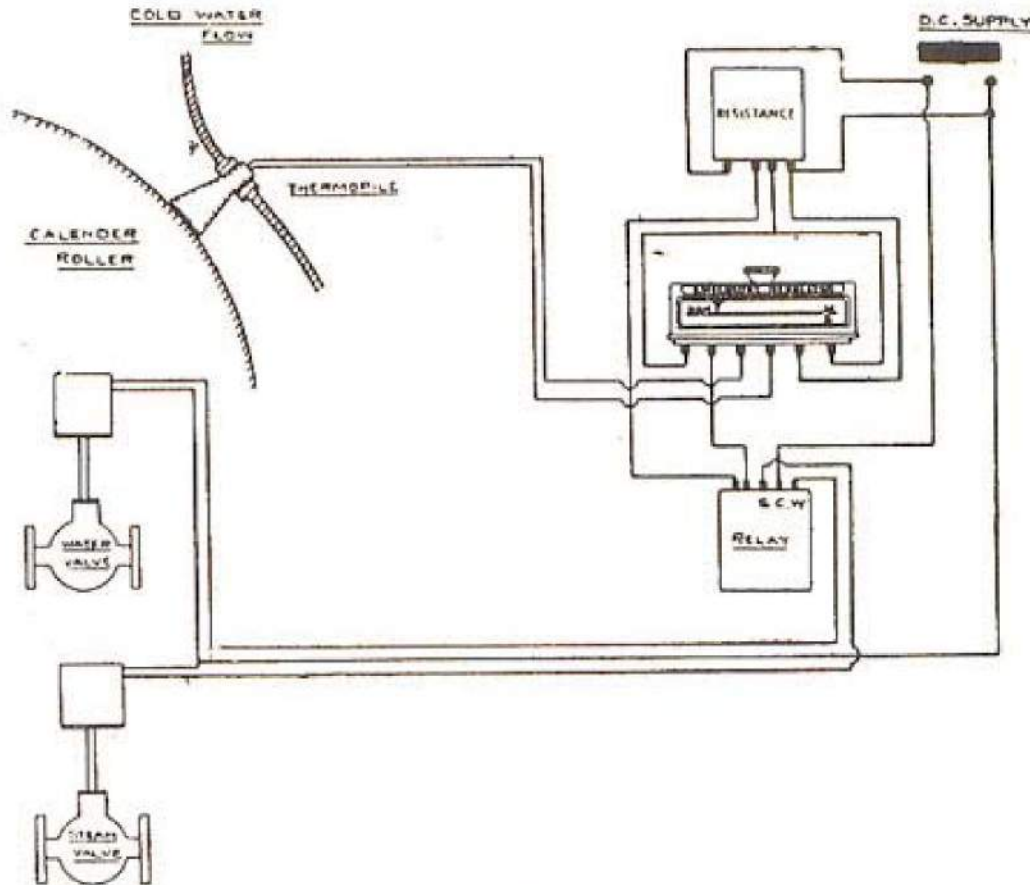 COLD WATER
FLOW
D.C. SUPPLY
RESISTANCE
THERMOPILE
CALENDER
ROLLER
S.C.W
RELAY
WATER
VALVE
STEAM
VALVE